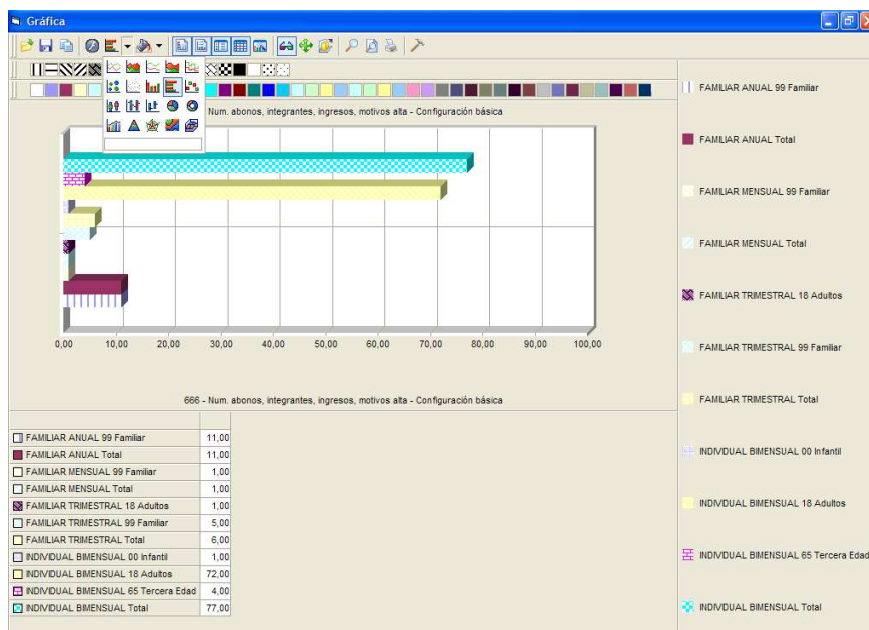 Gráfica
Num. abonos, integrantes, ingresos, motivos alta - Configuración básica
0,00 10,00 20,00 30,00 40,00 50,00 60,00 70,00 80,00 90,00 100,00
666 - Num. abonos, integrantes, ingresos, motivos alta - Configuración básica
FAMILIAR ANUAL 99 Familiar 11,00
FAMILIAR ANUAL Total 11,00
FAMILIAR MENSUAL 99 Familiar 1,00
FAMILIAR MENSUAL Total 1,00
FAMILIAR TRIMESTRAL 18 Adultos 1,00
FAMILIAR TRIMESTRAL 99 Familiar 5,00
FAMILIAR TRIMESTRAL Total 6,00
INDIVIDUAL BIMENSUAL 00 Infantil 1,00
INDIVIDUAL BIMENSUAL 18 Adultos 72,00
INDIVIDUAL BIMENSUAL 65 Tercera Edad 4,00
INDIVIDUAL BIMENSUAL Total 77,00
FAMILIAR ANUAL 99 Familiar
FAMILIAR ANUAL Total
FAMILIAR MENSUAL 99 Familiar
FAMILIAR MENSUAL Total
FAMILIAR TRIMESTRAL 18 Adultos
FAMILIAR TRIMESTRAL 99 Familiar
FAMILIAR TRIMESTRAL Total
INDIVIDUAL BIMENSUAL 00 Infantil
INDIVIDUAL BIMENSUAL 18 Adultos
INDIVIDUAL BIMENSUAL 65 Tercera Edad
INDIVIDUAL BIMENSUAL Total